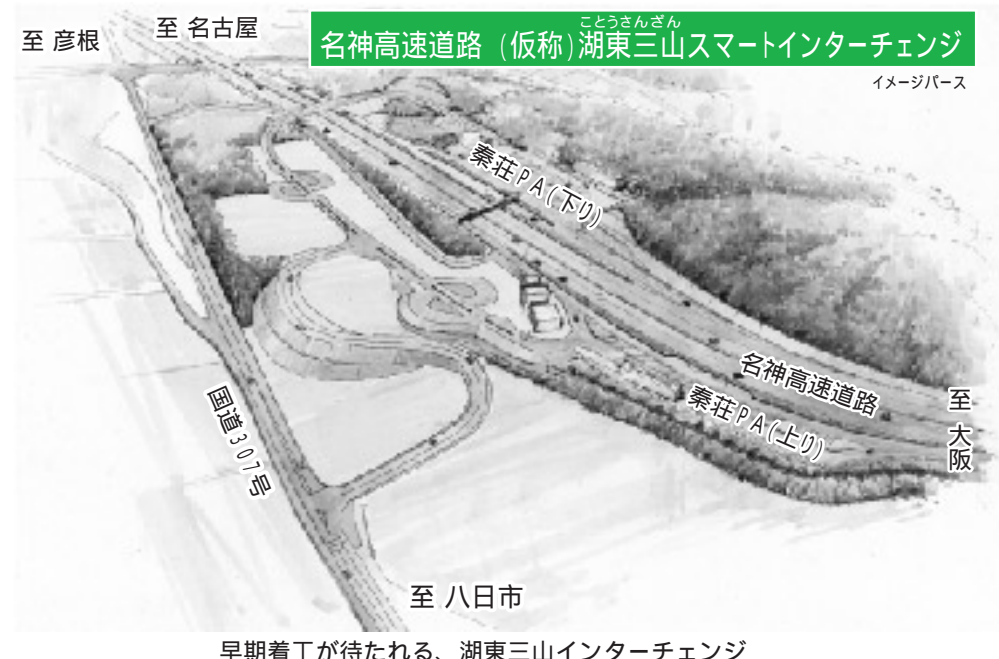 至 彦根
至 名古屋
ことうさんざん
名神高速道路 (仮称)湖東三山スマートインターチェンジ
イメージパース
秦荘PA(下り)
名神高速道路
秦荘PA(上り)
至 大阪
国道307号
至 八日市
早期着工が待たれる、湖東三山インターチェンジ